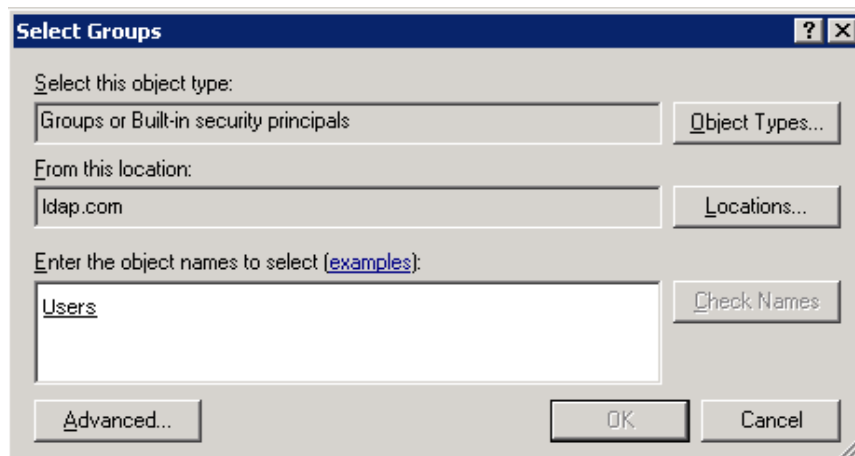 Select Groups
Select this object type:
Groups or Built-in security principals
Object Types...
From this location:
ldap.com
Locations...
Enter the object names to select (examples):
Users
Check Names
Advanced...
OK
Cancel